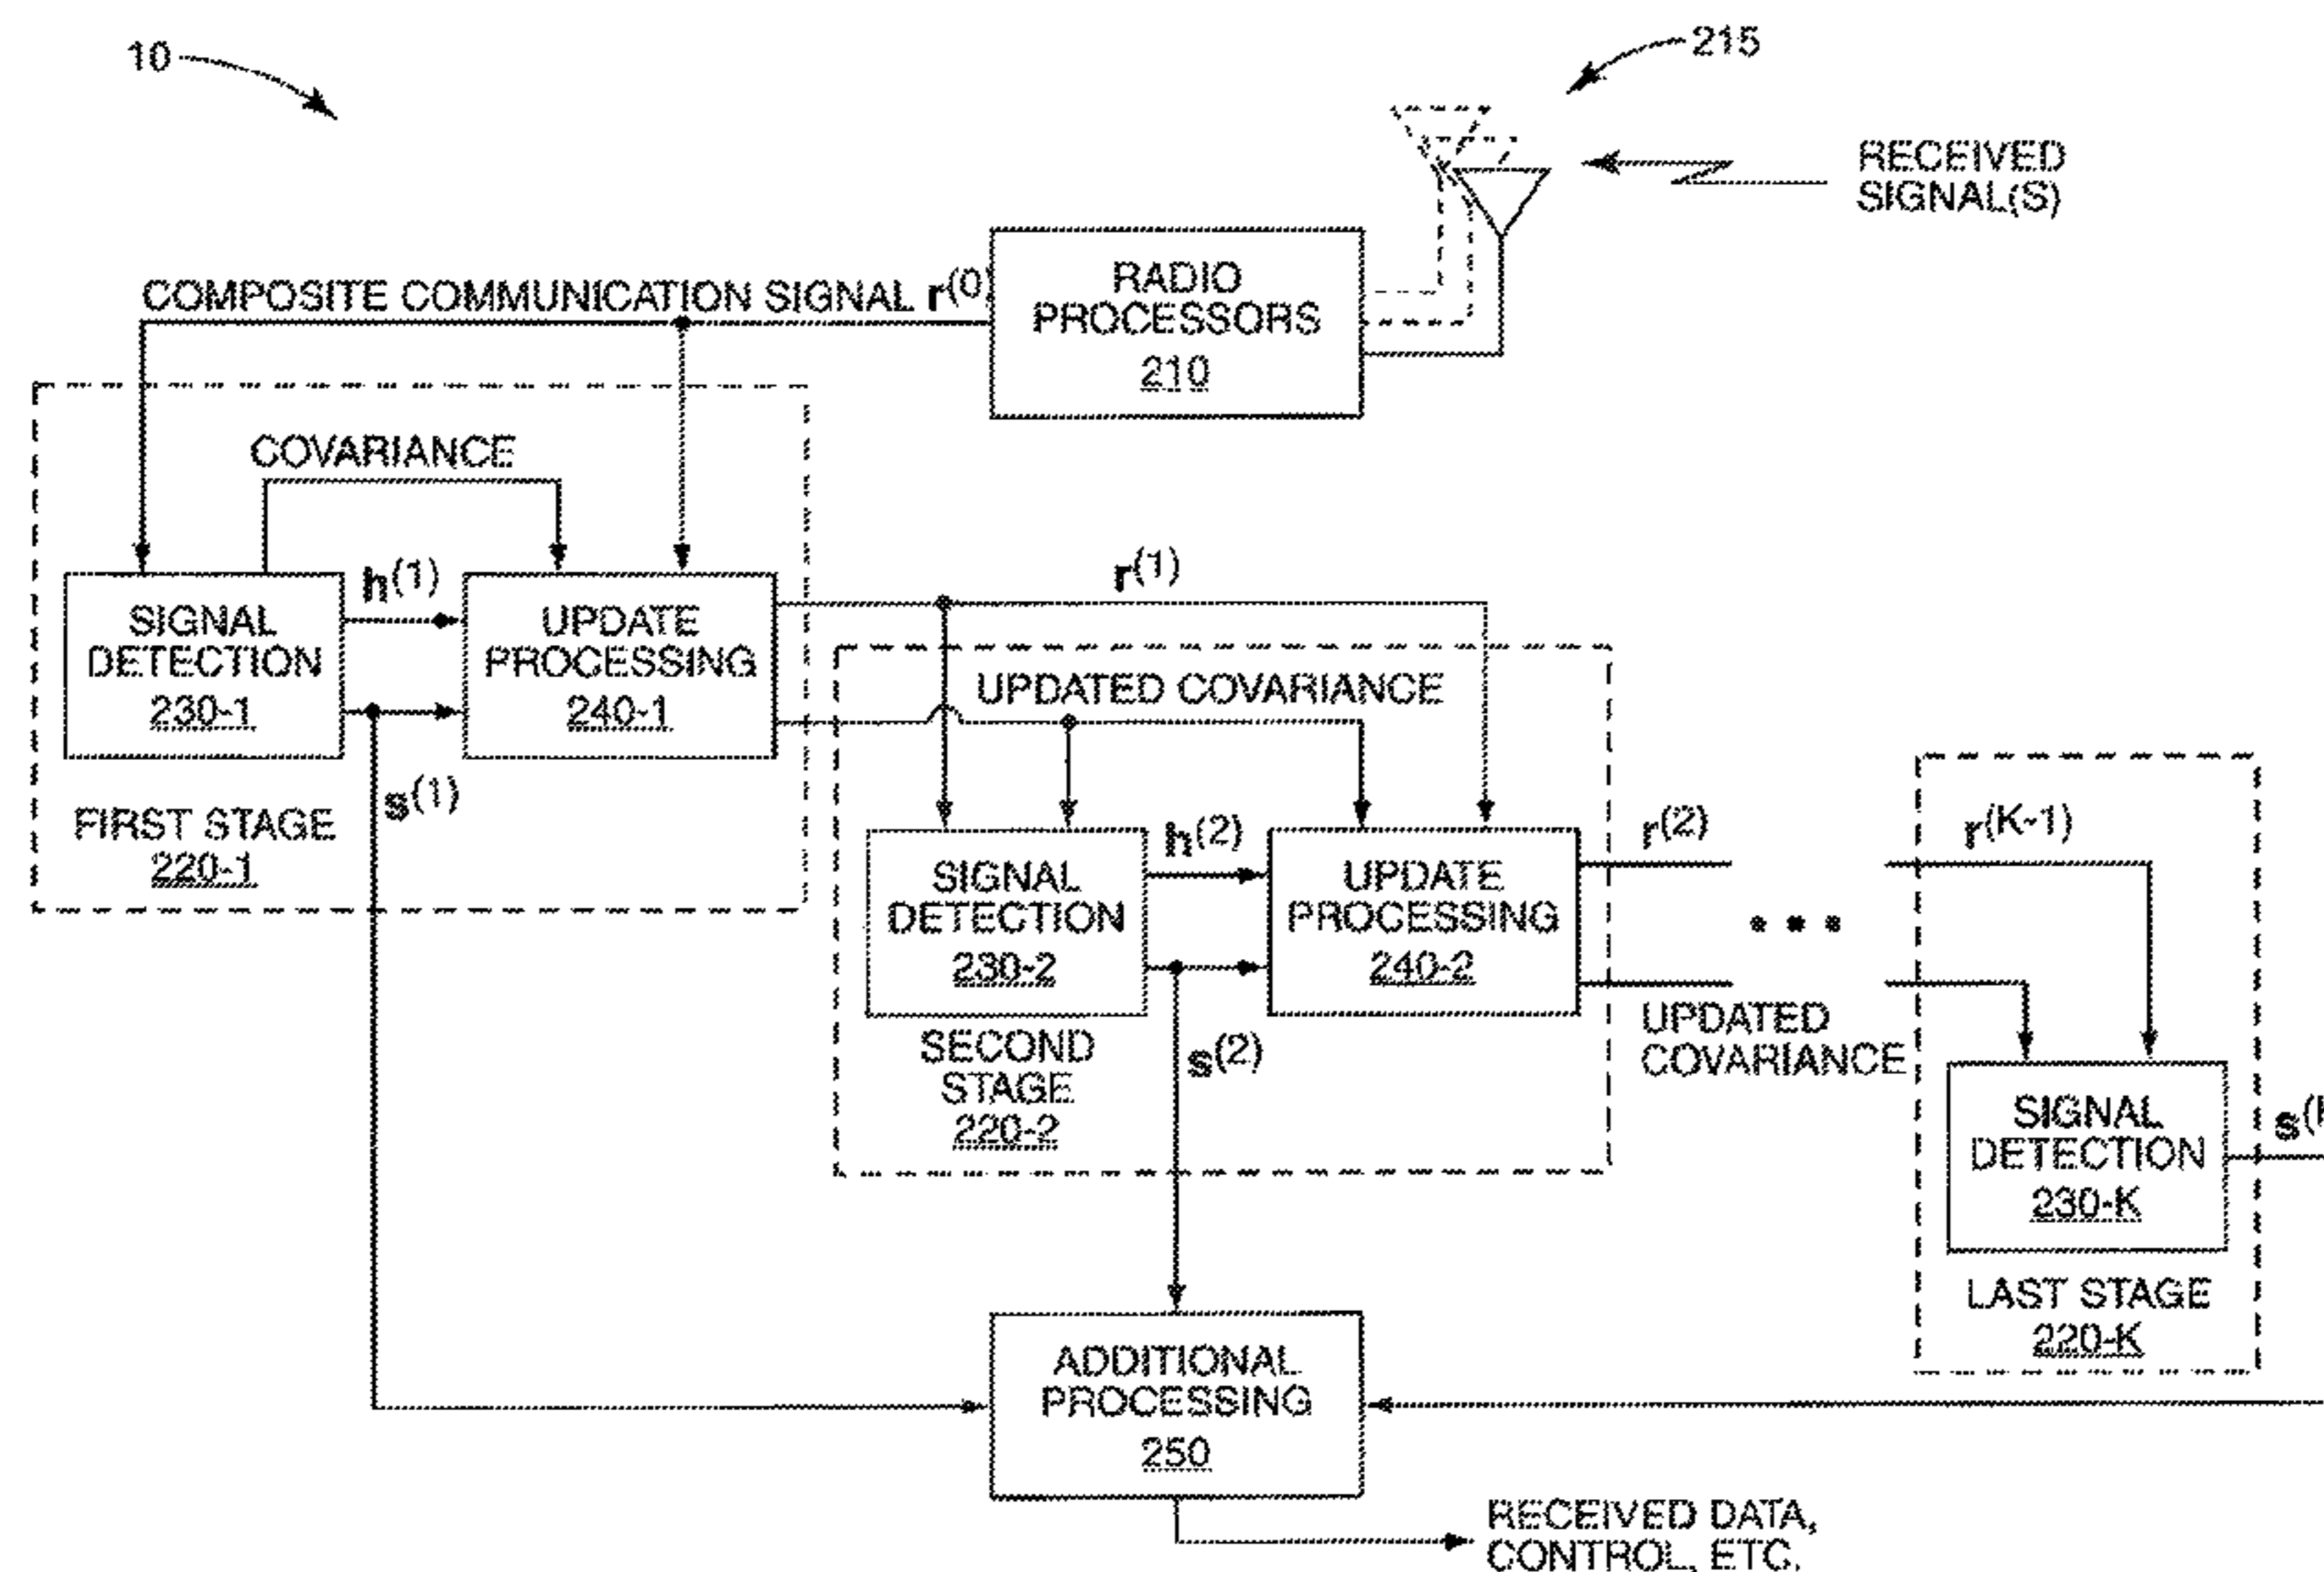 10
215
RECEIVED
SIGNAL(S)
RADIO
PROCESSORS
210
COMPOSITE COMMUNICATION SIGNAL r(0)
COVARIANCE
SIGNAL
DETECTION
230-1
h(1)
UPDATE
PROCESSING
240-1
s(1)
FIRST STAGE
220-1
r(1)
UPDATED COVARIANCE
SIGNAL
DETECTION
230-2
h(2)
UPDATE
PROCESSING
240-2
s(2)
SECOND
STAGE
220-2
r(2)
UPDATED
COVARIANCE
r(K-1)
SIGNAL
DETECTION
230-K
LAST STAGE
220-K
ADDITIONAL
PROCESSING
250
RECEIVED DATA,
CONTROL, ETC.